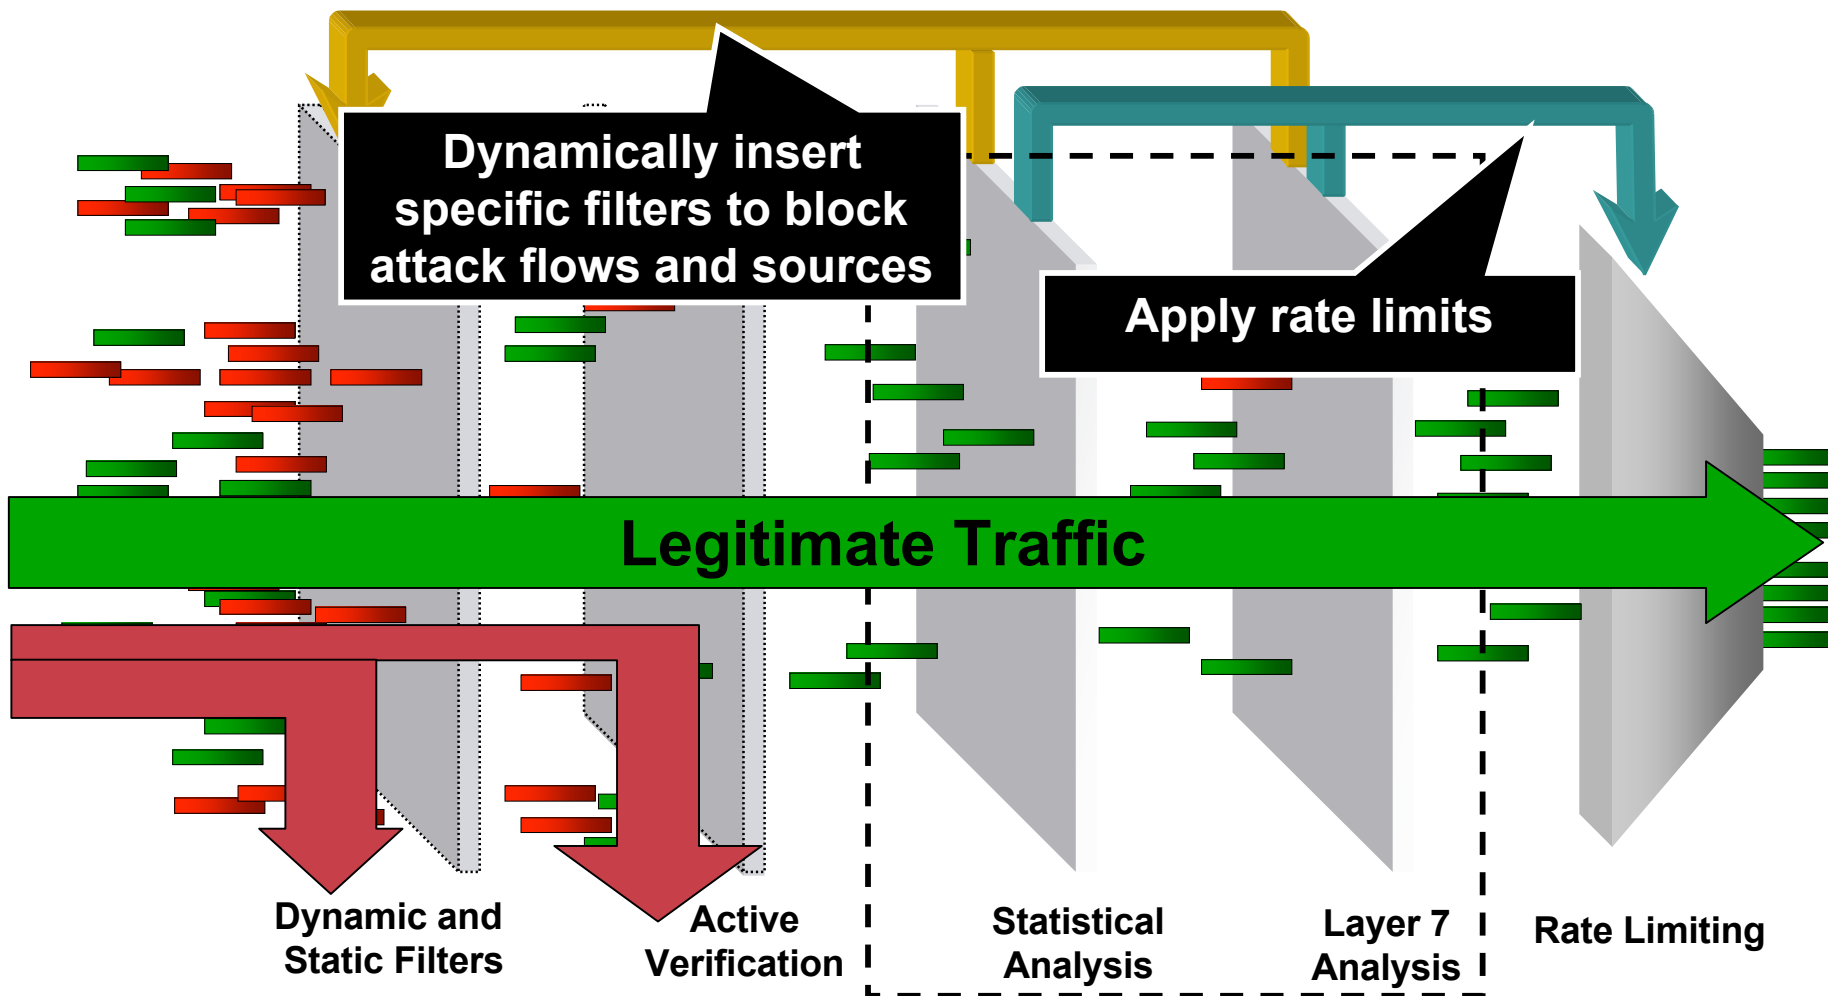 Dynamically insert
specific filters to block
attack flows and sources
Apply rate limits
Legitimate Traffic
Dynamic and
Static Filters
Active
Verification
Statistical
Analysis
Layer 7
Analysis
Rate Limiting